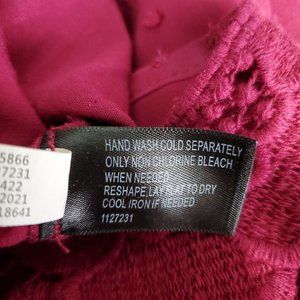 5866
7231
422
2021
18641
HAND WASH COLD SEPARATELY
ONLY NON CHLORINE BLEACH
WHEN NEEDED
RESHAPE, LAY FLAT TO DRY
COOL IRON IF NEEDED
1127231